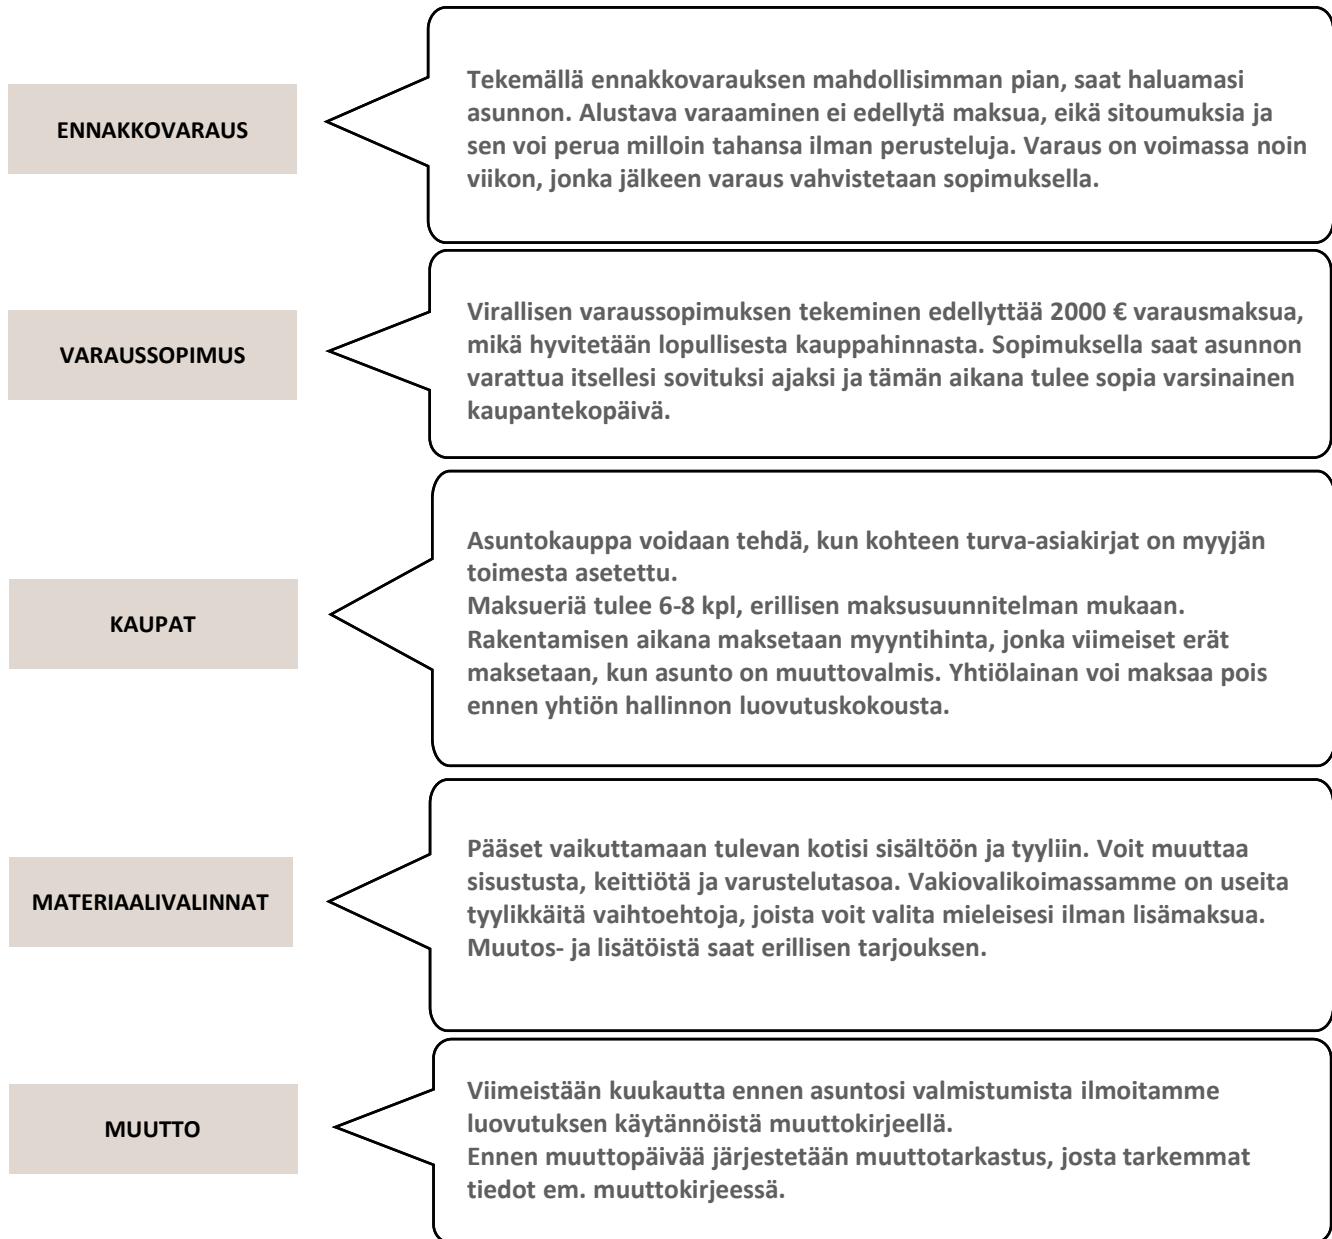 ENNAKKOVARAUS
Tekemällä ennakkovarauksen mahdollisimman pian, saat haluamasi
asunnon. Alustava varaaminen ei edellytä maksua, eikä sitoumuksia ja
sen voi perua milloin tahansa ilman perusteluja. Varaus on voimassa noin
viikon, jonka jälkeen varaus vahvistetaan sopimuksella.
VARAUSSOPIMUS
Virallisen varaussopimuksen tekeminen edellyttää 2000 € varausmaksua,
mikä hyvitetään lopullisesta kauppahinnasta. Sopimuksella saat asunnon
varattua itsellesi sovituksi ajaksi ja tämän aikana tulee sopia varsinainen
kaupantekopäivä.
KAUPAT
Asuntokauppa voidaan tehdä, kun kohteen turva-asiakirjat on myyjän
toimesta asetettu.
Maksueriä tulee 6-8 kpl, erillisen maksusuunnitelman mukaan.
Rakentamisen aikana maksetaan myyntihinta, jonka viimeiset erät
maksetaan, kun asunto on muuttovalmis. Yhtiölainan voi maksaa pois
ennen yhtiön hallinnon luovutuskokousta.
MATERIAALIVALINNAT
Pääset vaikuttamaan tulevan kotisi sisältöön ja tyyliin. Voit muuttaa
sisustusta, keittiötä ja varustelutasoa. Vakiovalikoimassamme on useita
tyylikkäitä vaihtoehtoja, joista voit valita mieleisesi ilman lisämaksua.
Muutos- ja lisätöistä saat erillisen tarjouksen.
MUUTTO
Viimeistään kuukautta ennen asuntosi valmistumista ilmoitamme
luovutuksen käytännöistä muuttokirjeellä.
Ennen muuttopäivää järjestetään muuttotarkastus, josta tarkemmat
tiedot em. muuttokirjeessä.